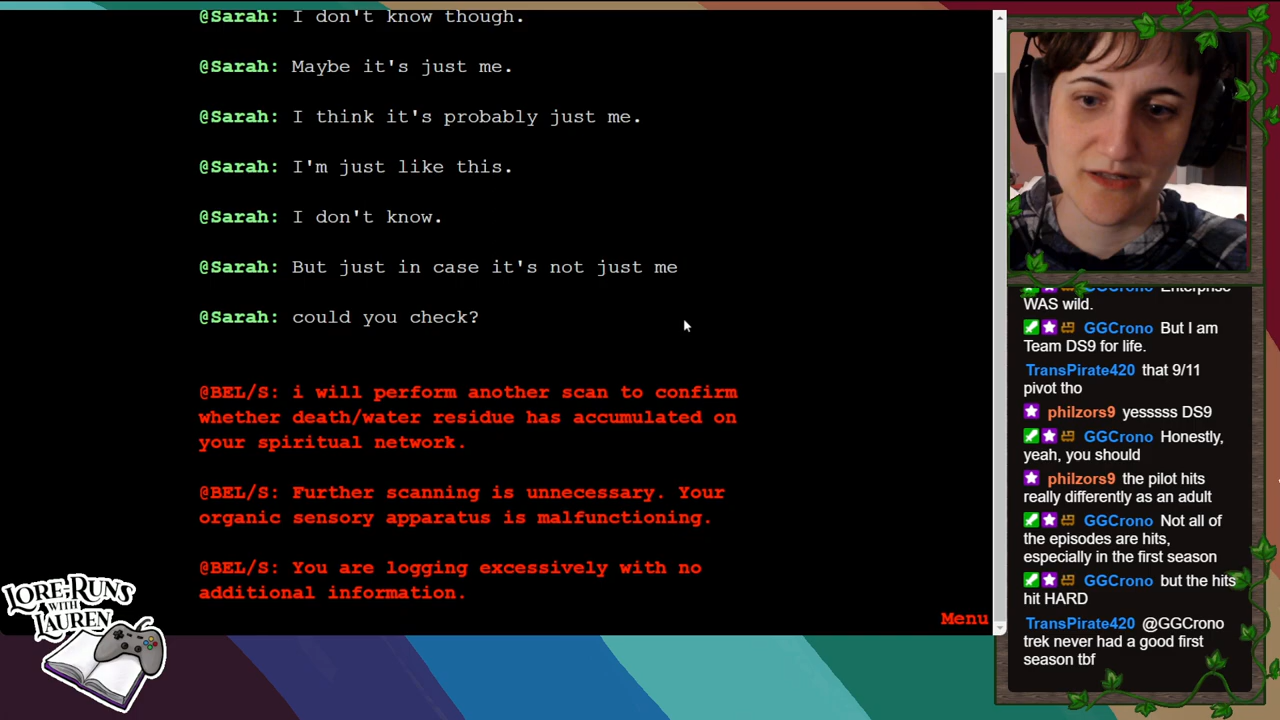 @Sarah: I don't know though.
@Sarah: Maybe it's just me.
@Sarah: I think it's probably just me.
@Sarah: I'm just like this.
@Sarah: I don't know.
@Sarah: But just in case it's not just me
@Sarah: could you check?
@BEL/S: i will perform another scan to confirm
whether death/water residue has accumulated on
your spiritual network.
@BEL/S: Further scanning is unnecessary. Your
organic sensory apparatus is malfunctioning.
@BEL/S: You are logging excessively with no
additional information.
Menu
LORE-RUNS
WITH
LAUREN
GGCrono Enterprise
WAS wild.
GGCrono But I am
Team DS9 for life.
TransPirate420 that 9/11
pivot tho
philzors9 yesssss DS9
GGCrono Honestly,
yeah, you should
philzors9 the pilot hits
really differently as an adult
GGCrono Not all of
the episodes are hits,
especially in the first season
GGCrono but the hits
hit HARD
TransPirate420 @GGCrono
trek never had a good first
season tbf